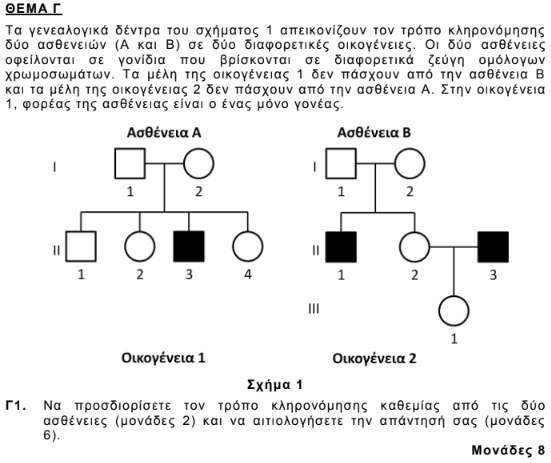 ΘΕΜΑ Γ
Τα γενεαλογικά δέντρα του σχήματος 1 απεικονίζουν τον τρόπο κληρονόμησης
δύο ασθενειών (Α και Β) σε δύο διαφορετικές οικογένειες. Οι δύο ασθένειες
οφείλονται σε γονίδια που βρίσκονται σε διαφορετικά ζεύγη ομόλογων
χρωμοσωμάτων. Τα μέλη της οικογένειας 1 δεν πάσχουν από την ασθένεια Β
και τα μέλη της οικογένειας 2 δεν πάσχουν από την ασθένεια Α. Στην οικογένεια
1, φορέας της ασθένειας είναι ο ένας μόνο γονέας.
Ασθένεια Α Ασθένεια Β
I I
1 2 1 2
II II
1 2 3 4 1 2 3
III
1
Οικογένεια 1 Οικογένεια 2
Σχήμα 1
Γ1. Να προσδιορίσετε τον τρόπο κληρονόμησης καθεμίας από τις δύο
ασθένειες (μονάδες 2) και να αιτιολογήσετε την απάντησή σας (μονάδες
6).
Μονάδες 8